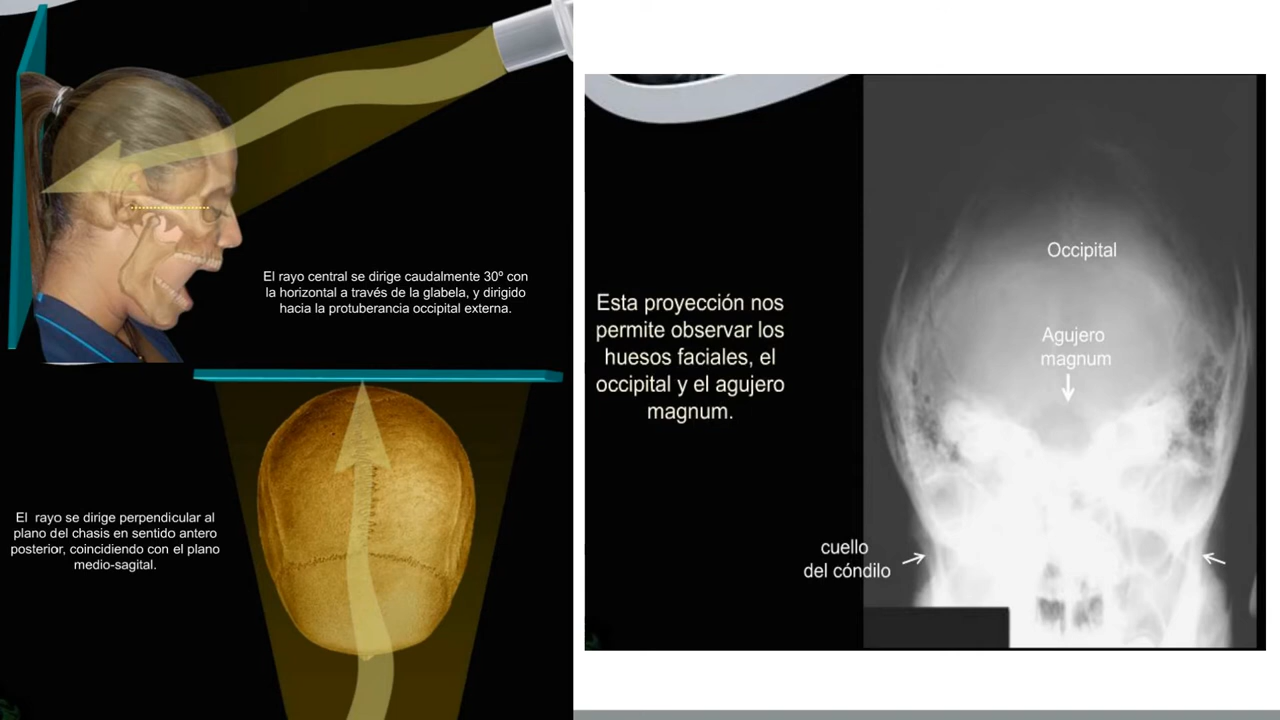 El rayo central se dirige caudalmente 30º con
la horizontal a través de la glabela, y dirigido
hacia la protuberancia occipital externa.
El rayo se dirige perpendicular al
plano del chasis en sentido antero
posterior, coincidiendo con el plano
medio-sagital.
Esta proyección nos
permite observar los
huesos faciales, el
occipital y el agujero
magnum.
Occipital
Agujero
magnum
cuello
del cóndilo